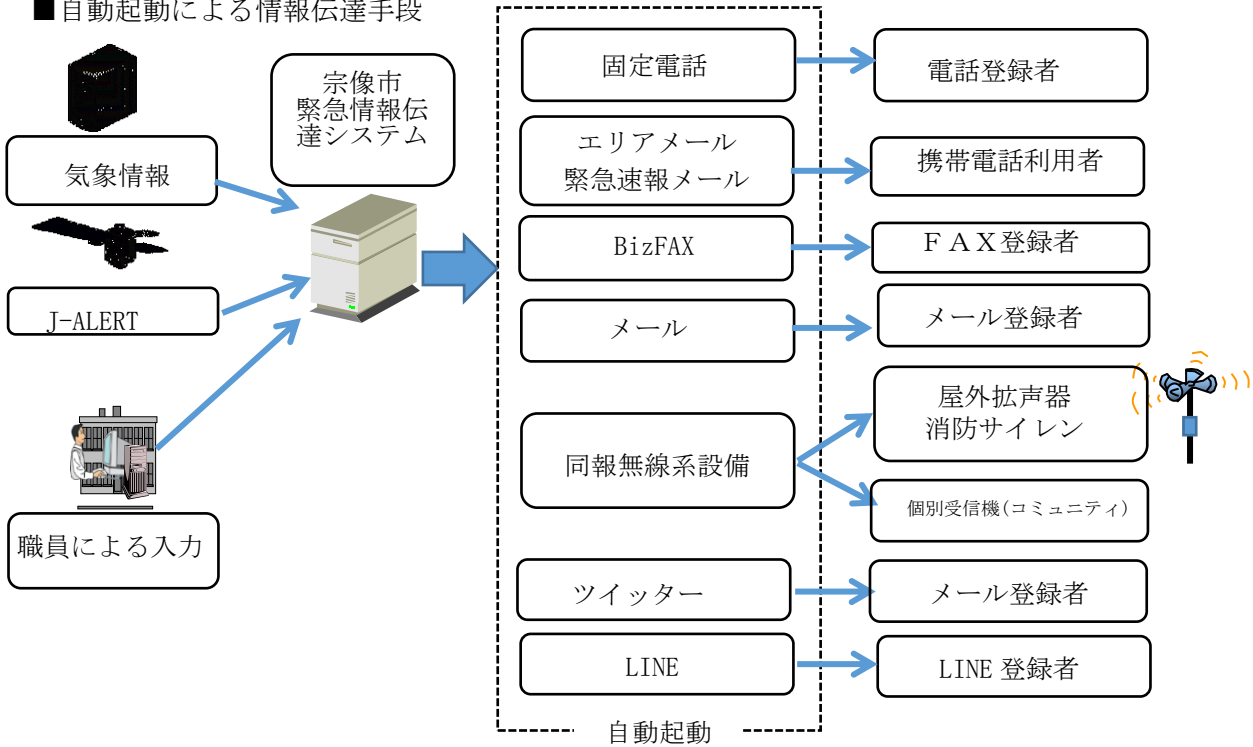 ■自動起動による情報伝達手段
宗像市
緊急情報伝
達システム
気象情報
J-ALERT
職員による入力
固定電話
電話登録者
エリアメール
緊急速報メール
携帯電話利用者
BizFAX
ＦＡＸ登録者
メール
メール登録者
同報無線系設備
屋外拡声器
消防サイレン
個別受信機(コミュニティ)
ツイッター
メール登録者
LINE
LINE 登録者
自動起動